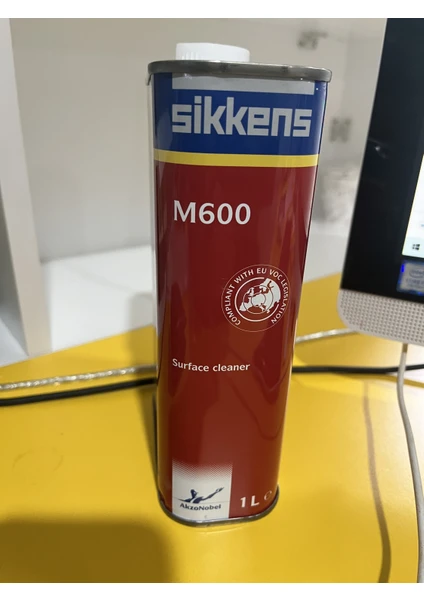 sikkens
M600
COMPLIANT WITH EU VOC LEGISLATION
Surface cleaner
AkzoNobel
1L e